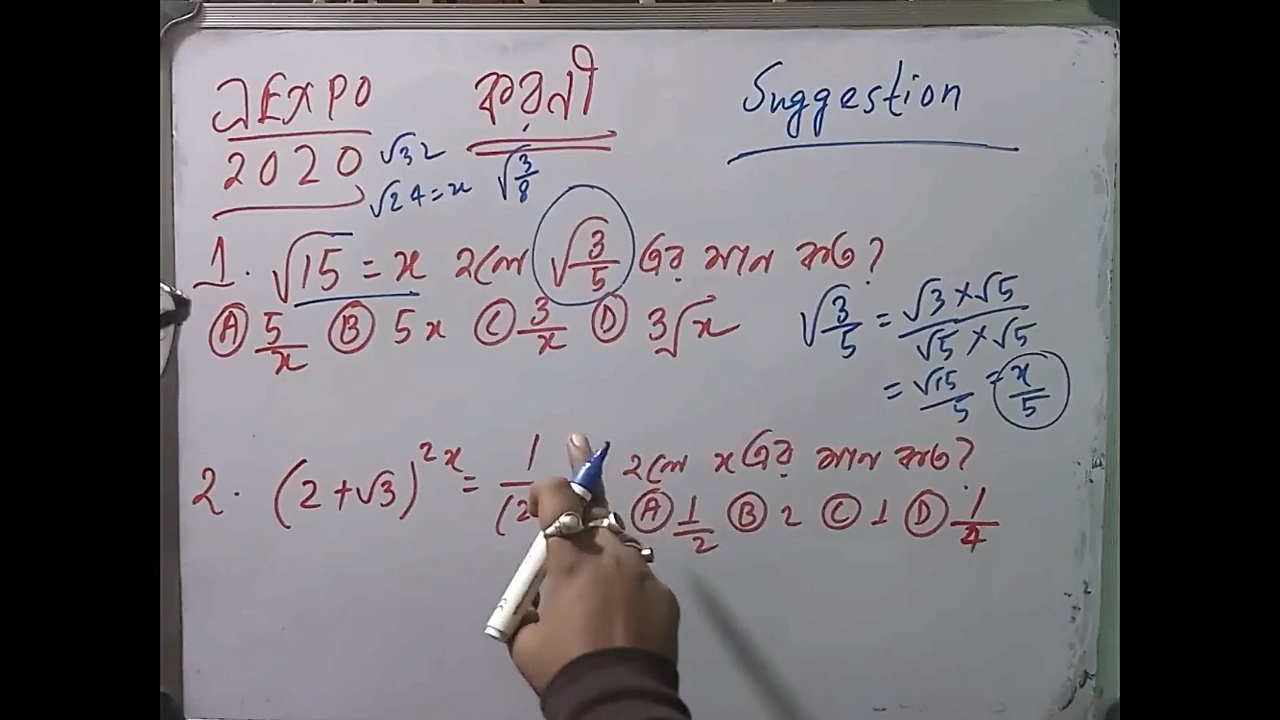 JEXPO করণী Suggestion
2020 √32
√24=x √3/8
1. √15 = x হলে √3/5 এর মান কত?
Ⓐ 5/x Ⓑ 5x Ⓒ 3/x Ⓓ 3√x
√3/5 = √3×√5/√5×√5
= √15/5 = x/5
2. (2+√3)^2x = 1/(2 হলে x এর মান কত?
Ⓐ 1/2 Ⓑ 2 Ⓒ 1 Ⓓ 1/4